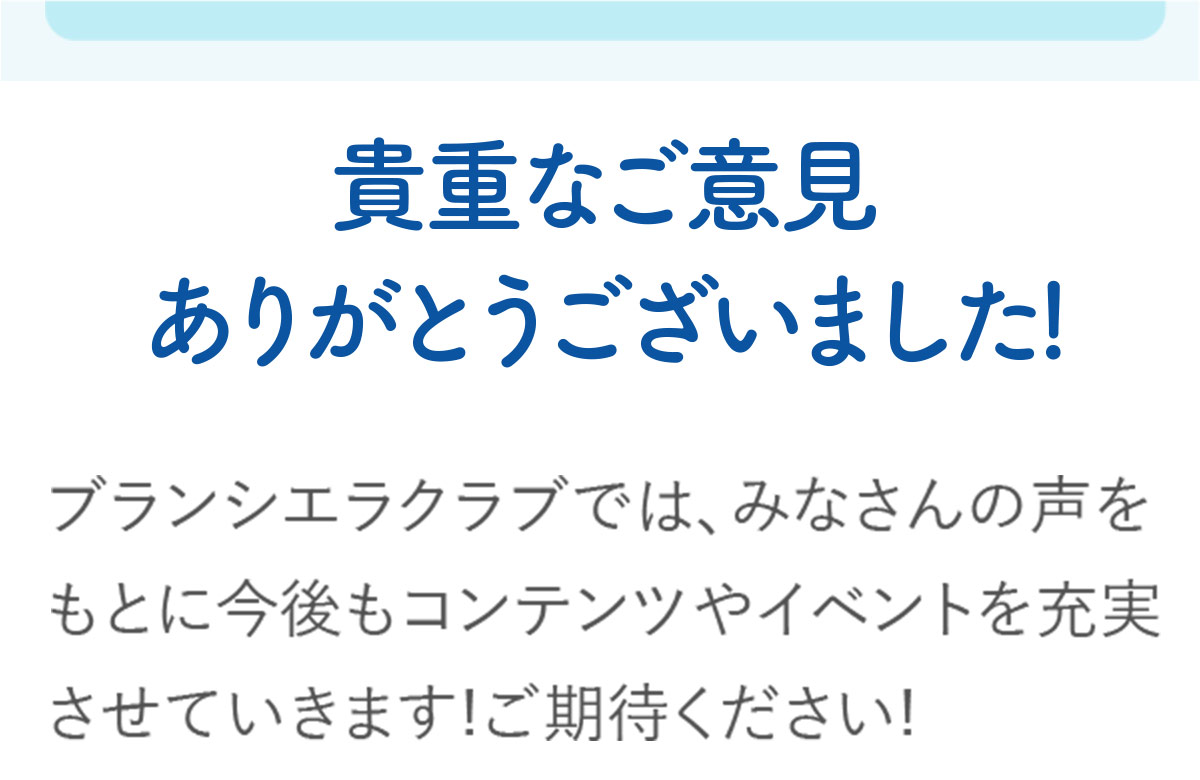 貴重なご意見
ありがとうございました!
ブランシエラクラブでは、みなさんの声を
もとに今後もコンテンツやイベントを充実
させていきます!ご期待ください!